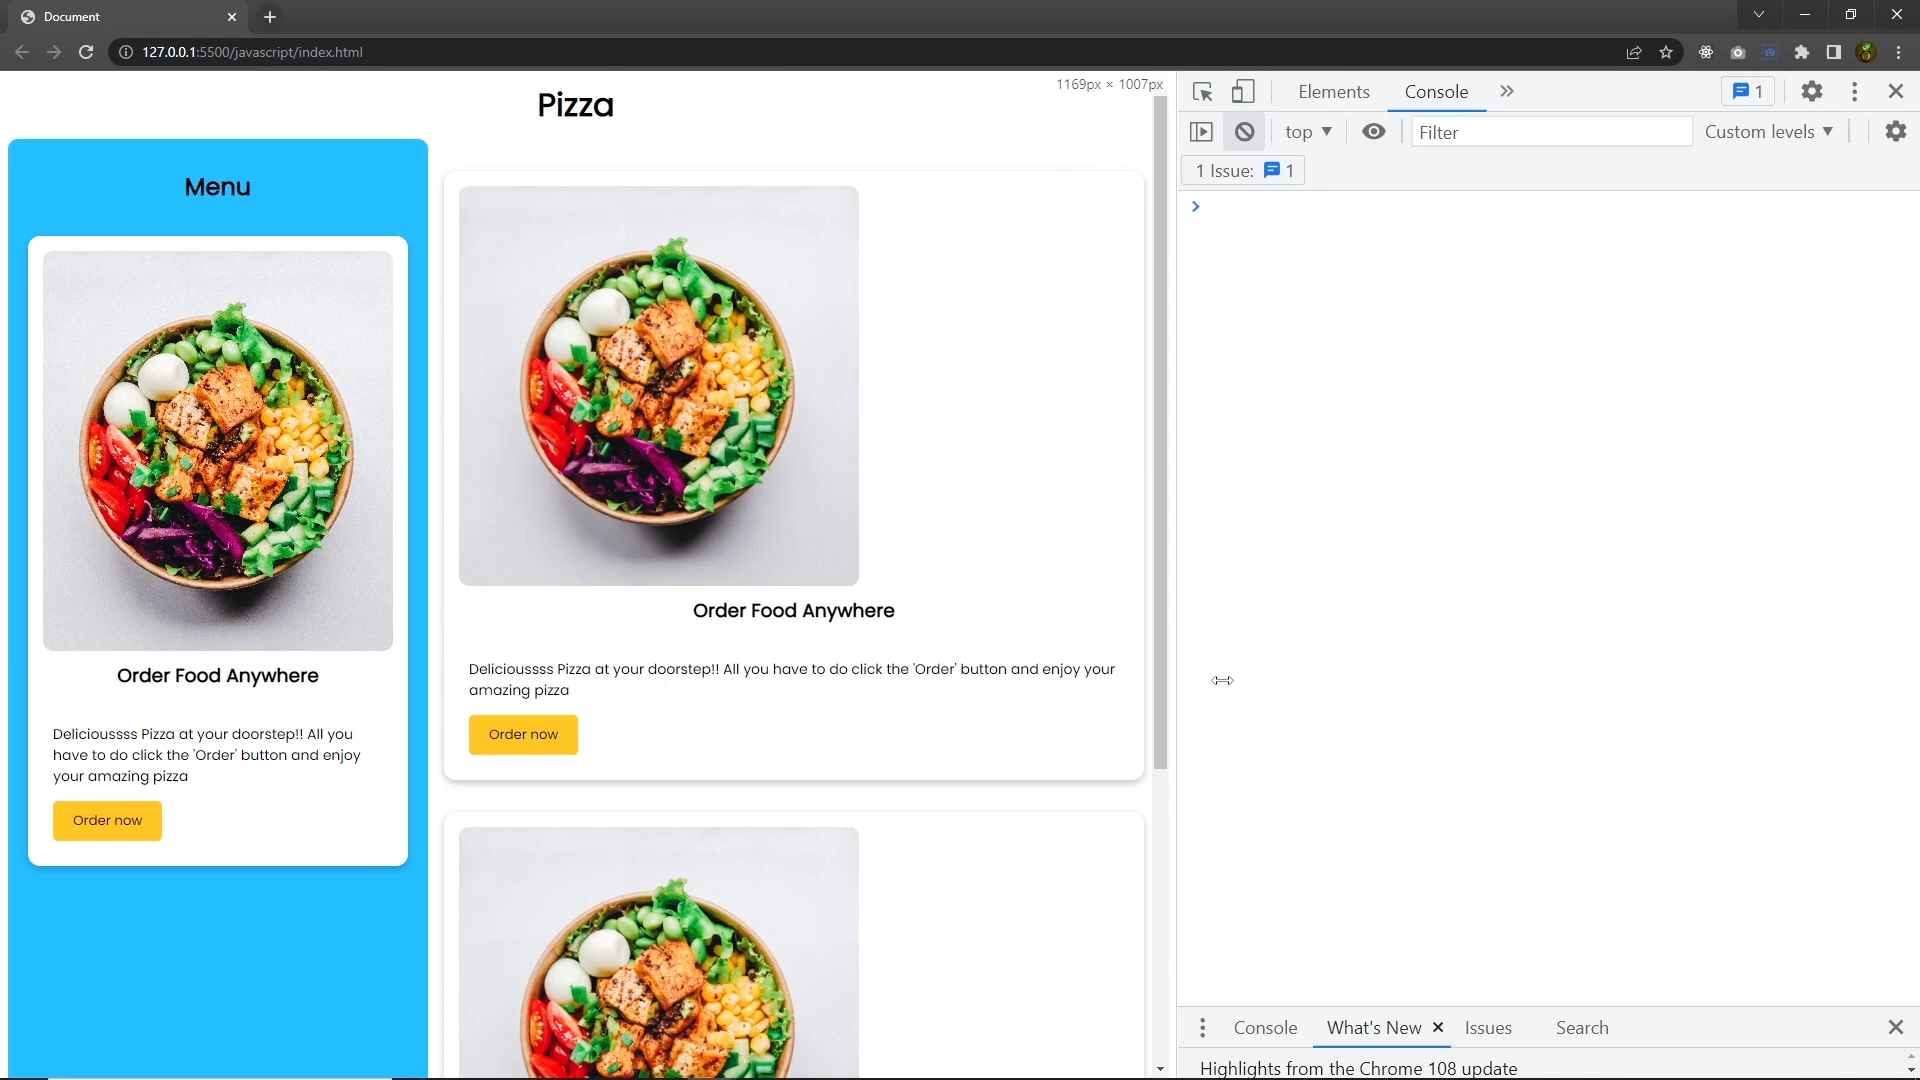 Document
127.0.0.1:5500/javascript/index.html
Pizza
1169px × 1007px
Menu
Order Food Anywhere
Delicioussss Pizza at your doorstep!! All you
have to do click the 'Order' button and enjoy
your amazing pizza
Order now
Order Food Anywhere
Delicioussss Pizza at your doorstep!! All you have to do click the 'Order' button and enjoy your
amazing pizza
Order now
Elements
Console
1
top
Filter
Custom levels
1 Issue: 1
Console
What's New
Issues
Search
Highlights from the Chrome 108 update